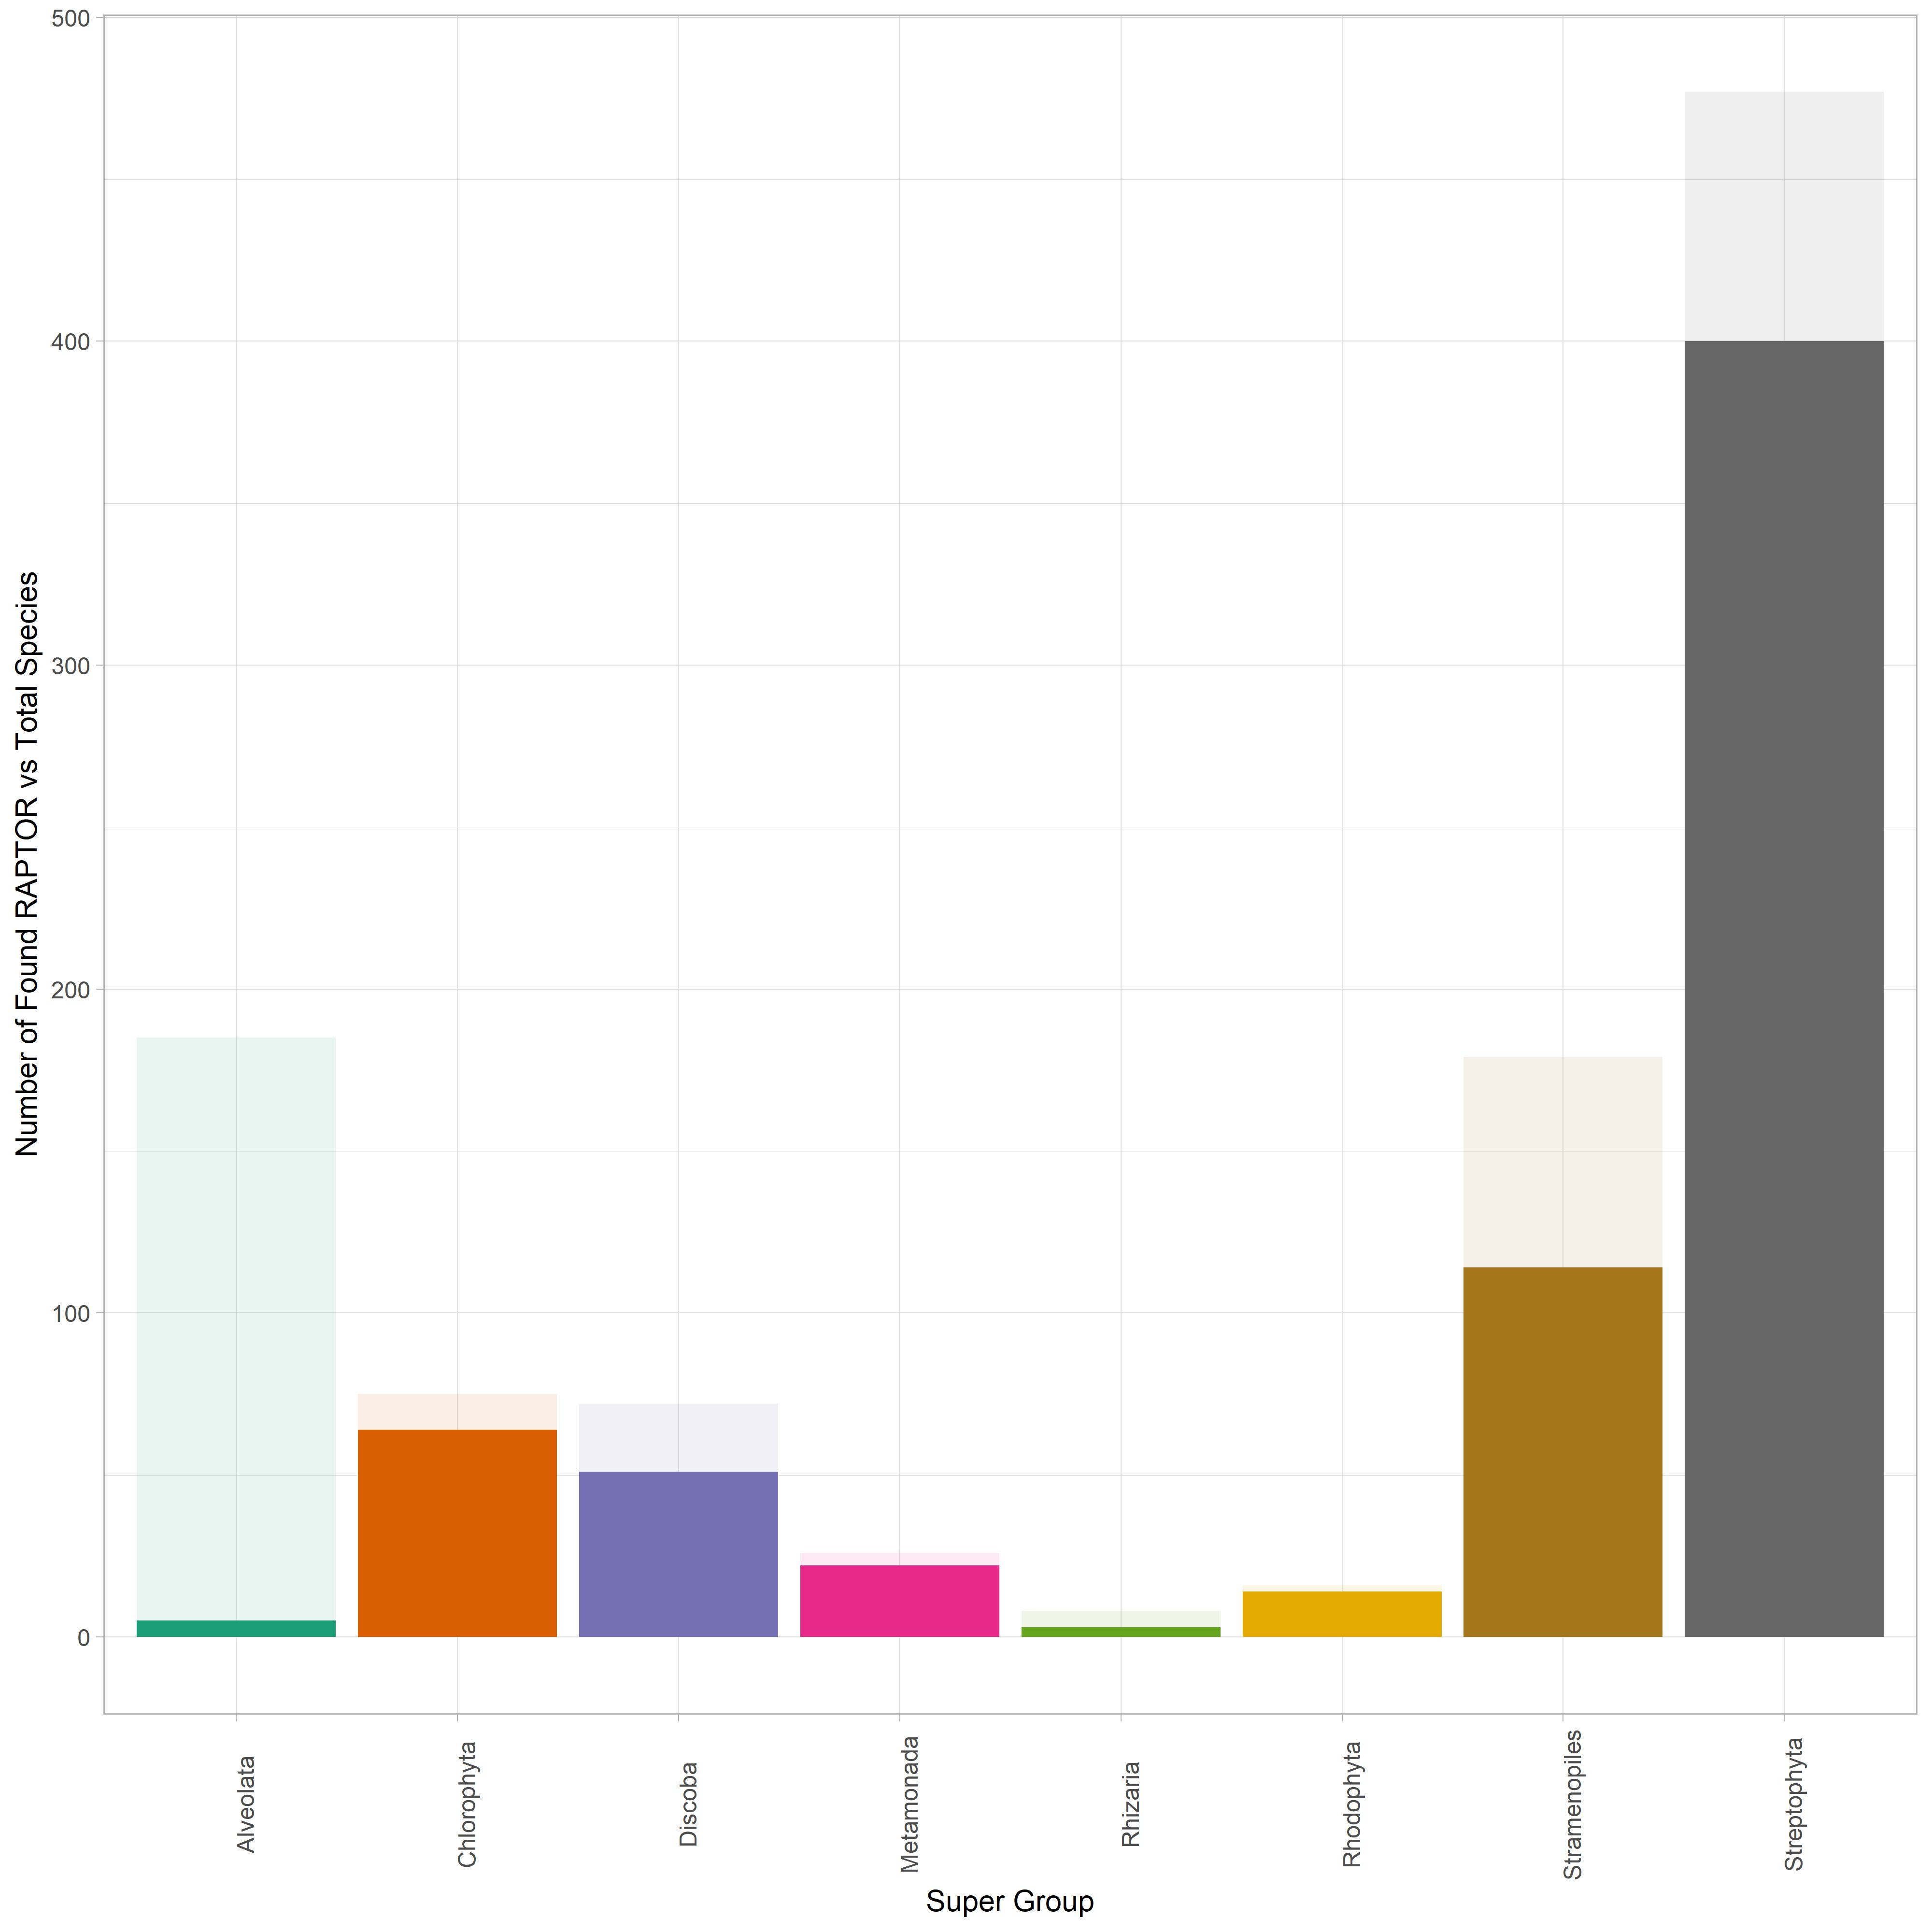 Number of Found RAPTOR vs Total Species
500
400
300
200
100
0
Alveolata
Chlorophyta
Discoba
Metamonada
Rhizaria
Rhodophyta
Stramenopiles
Streptophyta
Super Group